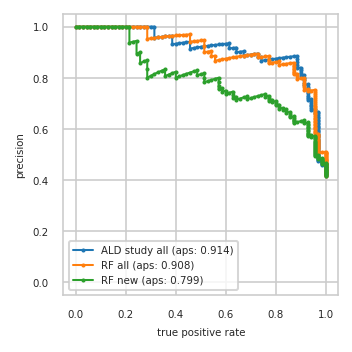 1.0
0.8
0.6
0.4
0.2
0.0
precision
ALD study all (aps: 0.914)
RF all (aps: 0.908)
RF new (aps: 0.799)
0.0 0.2 0.4 0.6 0.8 1.0
true positive rate